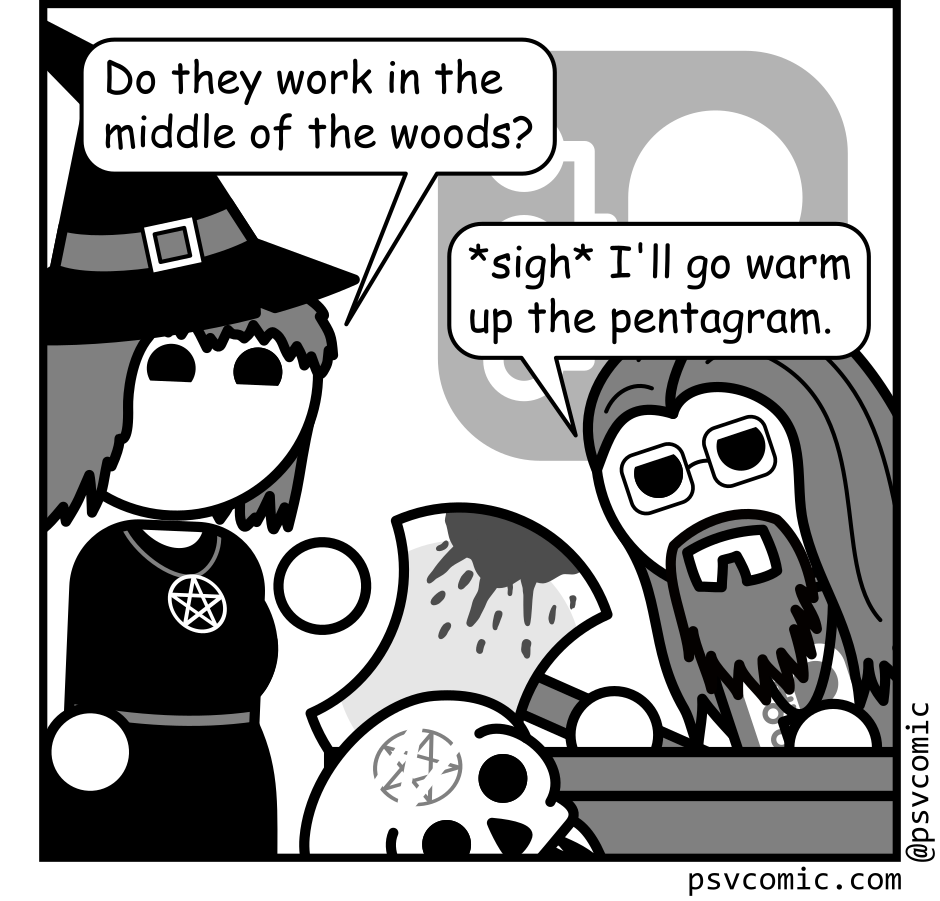 Do they work in the
middle of the woods?
*sigh* I'll go warm
up the pentagram.
@psvcomic
psvcomic.com